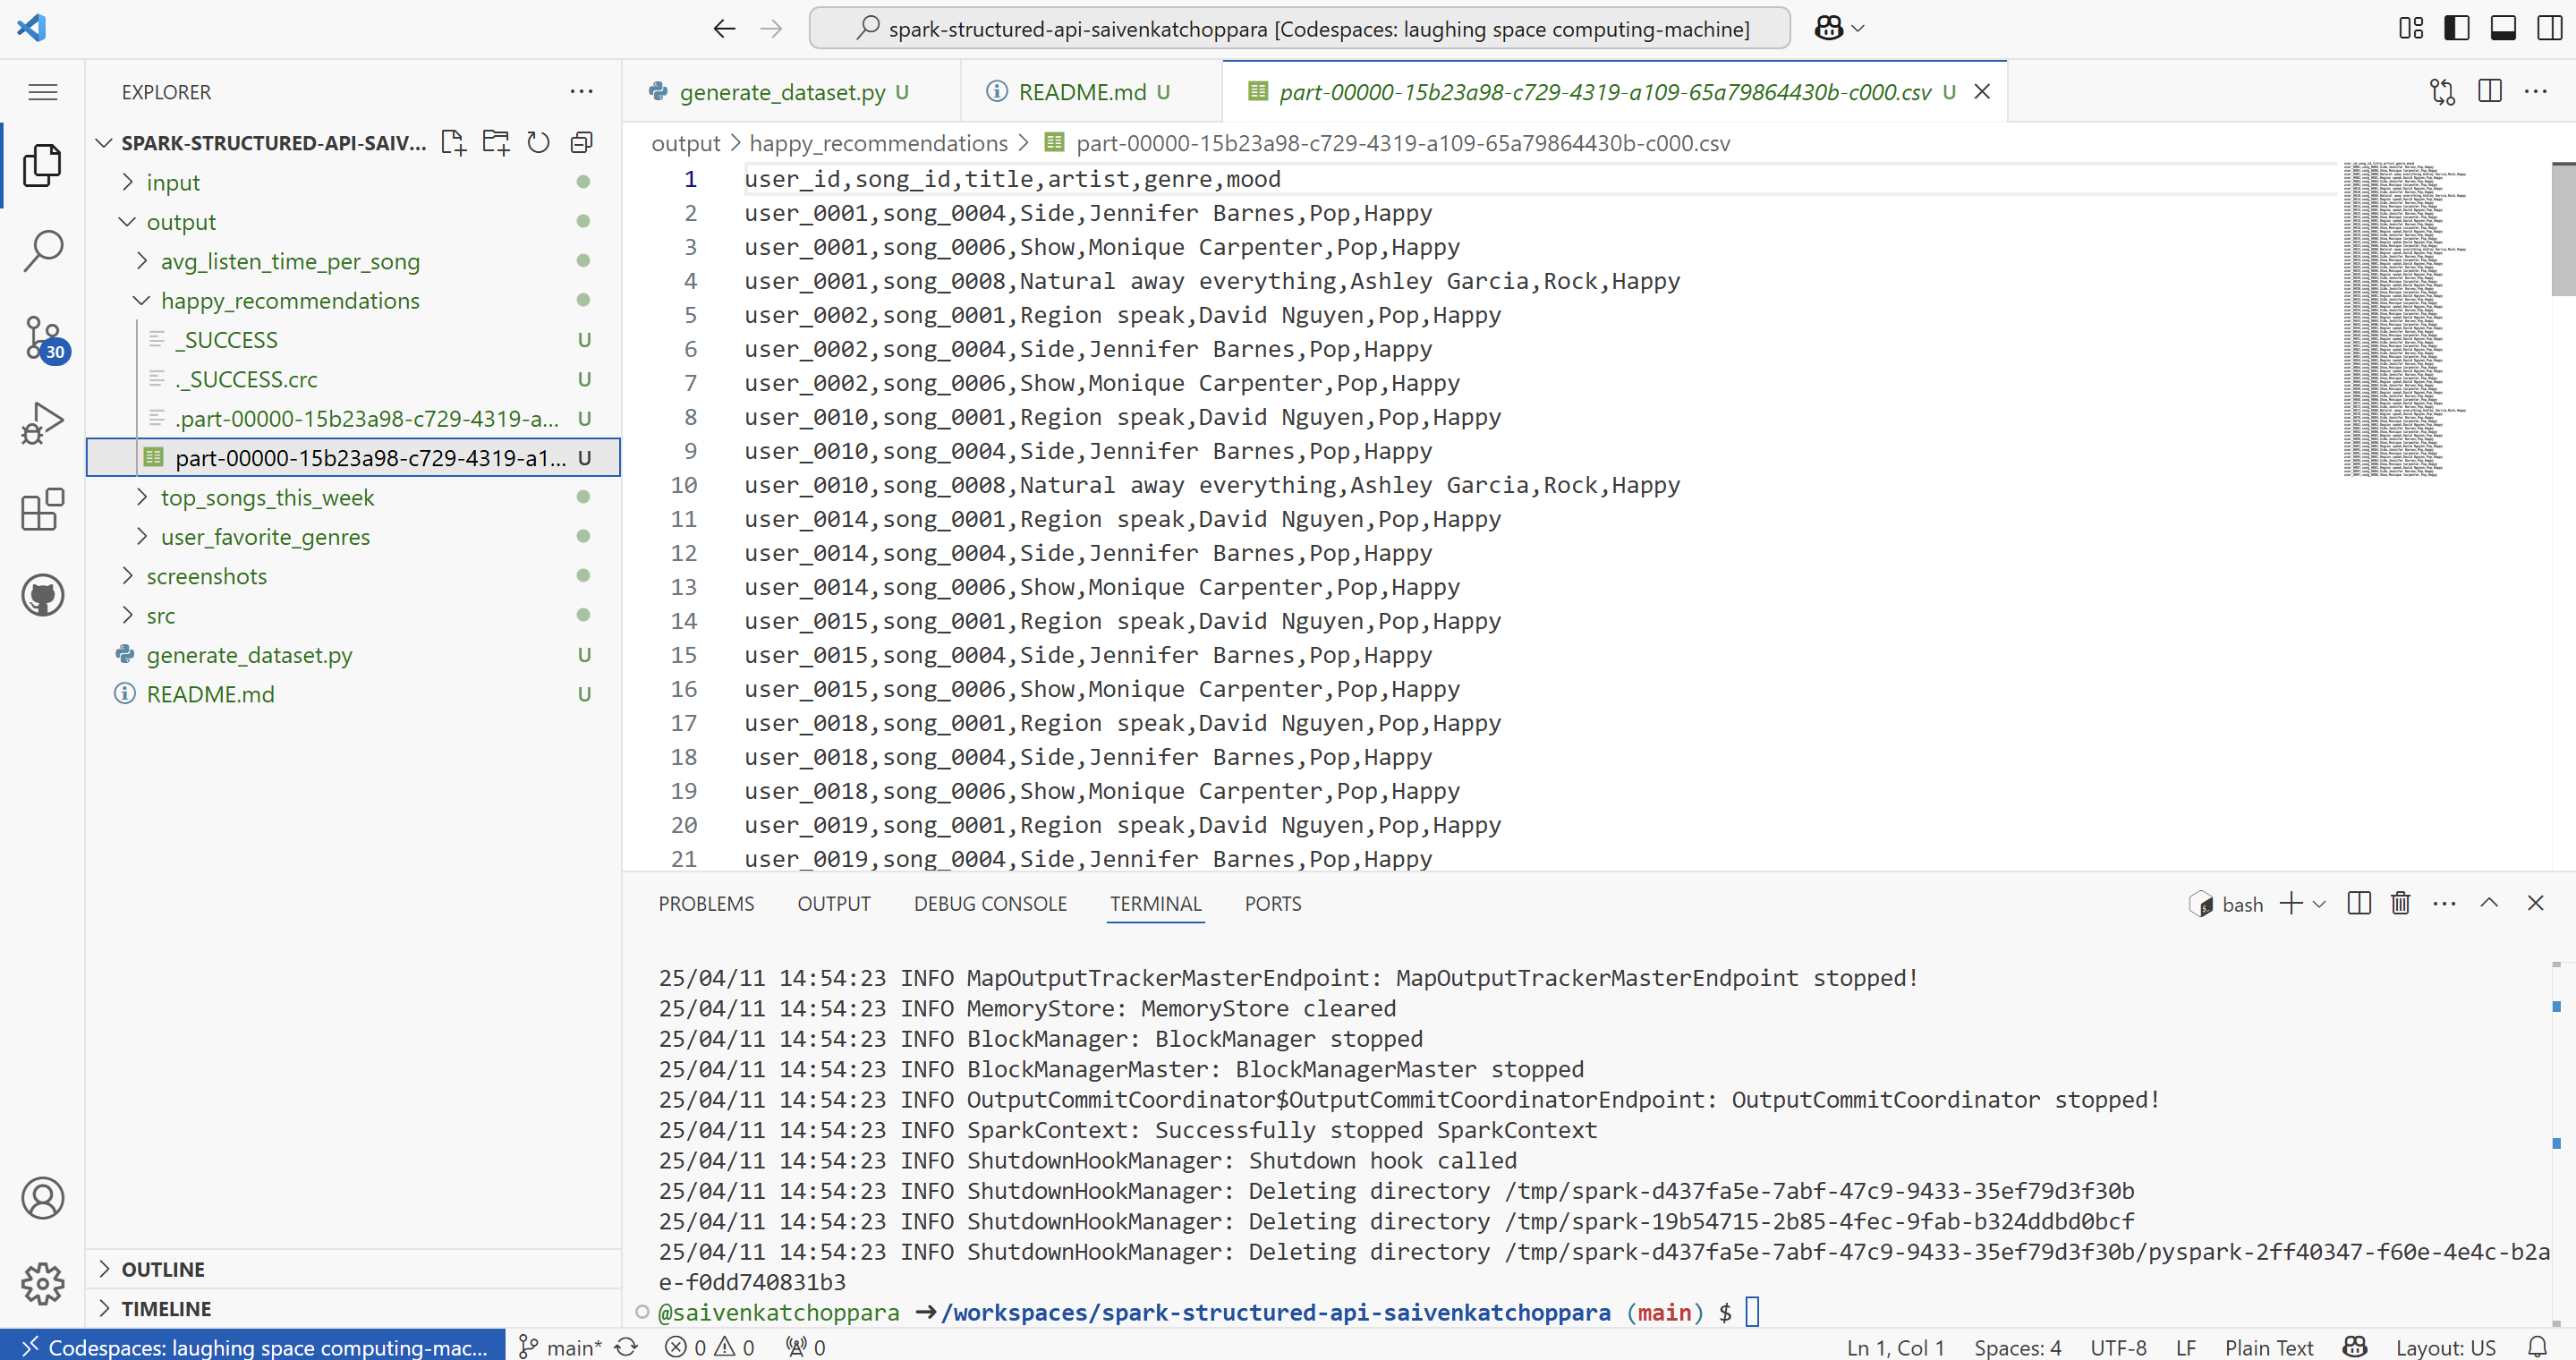 spark-structured-api-saivenkatchoppara [Codespaces: laughing space computing-machine]
EXPLORER
SPARK-STRUCTURED-API-SAIV...
input
output
avg_listen_time_per_song
happy_recommendations
_SUCCESS U
._SUCCESS.crc U
.part-00000-15b23a98-c729-4319-a... U
part-00000-15b23a98-c729-4319-a1... U
top_songs_this_week
user_favorite_genres
screenshots
src
generate_dataset.py U
README.md U
30
OUTLINE
TIMELINE
generate_dataset.py U
README.md U
part-00000-15b23a98-c729-4319-a109-65a79864430b-c000.csv U
output > happy_recommendations > part-00000-15b23a98-c729-4319-a109-65a79864430b-c000.csv
1 user_id,song_id,title,artist,genre,mood
2 user_0001,song_0004,Side,Jennifer Barnes,Pop,Happy
3 user_0001,song_0006,Show,Monique Carpenter,Pop,Happy
4 user_0001,song_0008,Natural away everything,Ashley Garcia,Rock,Happy
5 user_0002,song_0001,Region speak,David Nguyen,Pop,Happy
6 user_0002,song_0004,Side,Jennifer Barnes,Pop,Happy
7 user_0002,song_0006,Show,Monique Carpenter,Pop,Happy
8 user_0010,song_0001,Region speak,David Nguyen,Pop,Happy
9 user_0010,song_0004,Side,Jennifer Barnes,Pop,Happy
10 user_0010,song_0008,Natural away everything,Ashley Garcia,Rock,Happy
11 user_0014,song_0001,Region speak,David Nguyen,Pop,Happy
12 user_0014,song_0004,Side,Jennifer Barnes,Pop,Happy
13 user_0014,song_0006,Show,Monique Carpenter,Pop,Happy
14 user_0015,song_0001,Region speak,David Nguyen,Pop,Happy
15 user_0015,song_0004,Side,Jennifer Barnes,Pop,Happy
16 user_0015,song_0006,Show,Monique Carpenter,Pop,Happy
17 user_0018,song_0001,Region speak,David Nguyen,Pop,Happy
18 user_0018,song_0004,Side,Jennifer Barnes,Pop,Happy
19 user_0018,song_0006,Show,Monique Carpenter,Pop,Happy
20 user_0019,song_0001,Region speak,David Nguyen,Pop,Happy
21 user_0019,song_0004,Side,Jennifer Barnes,Pop,Happy
PROBLEMS OUTPUT DEBUG CONSOLE TERMINAL PORTS
bash
25/04/11 14:54:23 INFO MapOutputTrackerMasterEndpoint: MapOutputTrackerMasterEndpoint stopped!
25/04/11 14:54:23 INFO MemoryStore: MemoryStore cleared
25/04/11 14:54:23 INFO BlockManager: BlockManager stopped
25/04/11 14:54:23 INFO BlockManagerMaster: BlockManagerMaster stopped
25/04/11 14:54:23 INFO OutputCommitCoordinator$OutputCommitCoordinatorEndpoint: OutputCommitCoordinator stopped!
25/04/11 14:54:23 INFO SparkContext: Successfully stopped SparkContext
25/04/11 14:54:23 INFO ShutdownHookManager: Shutdown hook called
25/04/11 14:54:23 INFO ShutdownHookManager: Deleting directory /tmp/spark-d437fa5e-7abf-47c9-9433-35ef79d3f30b
25/04/11 14:54:23 INFO ShutdownHookManager: Deleting directory /tmp/spark-19b54715-2b85-4fec-9fab-b324ddbd0bcf
25/04/11 14:54:23 INFO ShutdownHookManager: Deleting directory /tmp/spark-d437fa5e-7abf-47c9-9433-35ef79d3f30b/pyspark-2ff40347-f60e-4e4c-b2a
e-f0dd740831b3
@saivenkatchoppara ➜/workspaces/spark-structured-api-saivenkatchoppara (main) $
Codespaces: laughing space computing-mac... main* 0 0 0 Ln 1, Col 1 Spaces: 4 UTF-8 LF Plain Text Layout: US